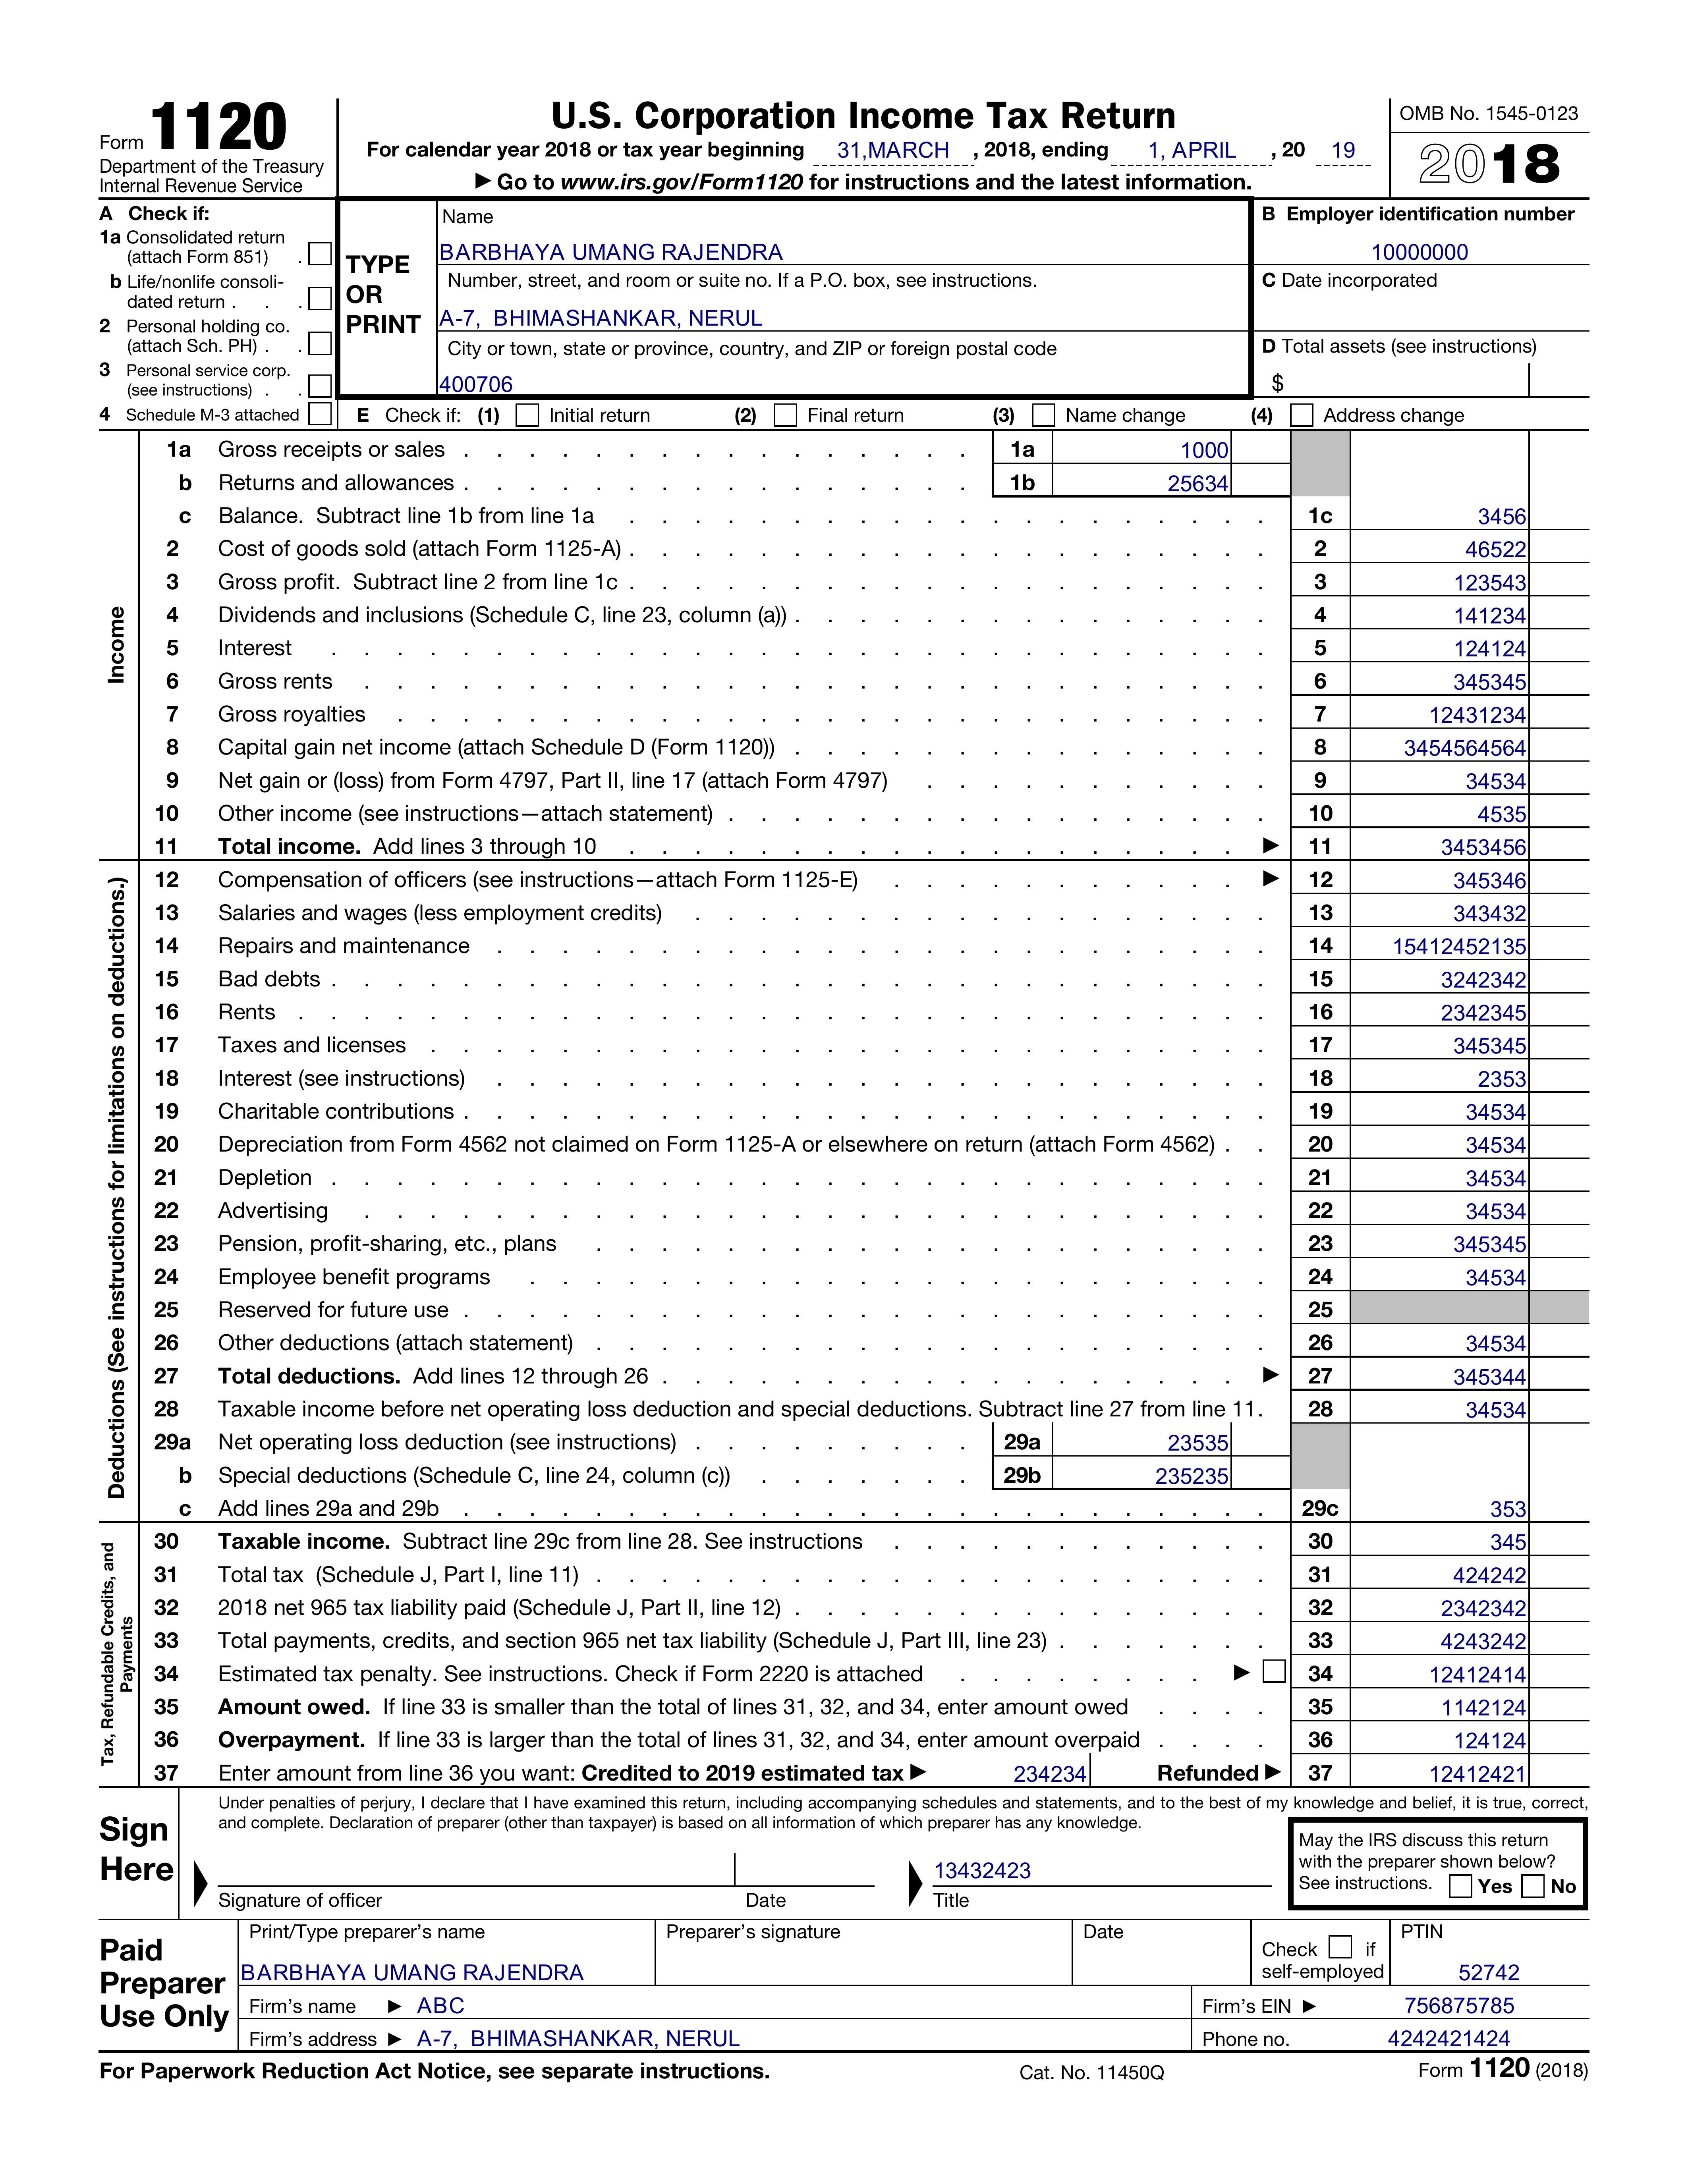 Form 1120
Department of the Treasury
Internal Revenue Service
U.S. Corporation Income Tax Return
For calendar year 2018 or tax year beginning 31,MARCH , 2018, ending 1, APRIL , 20 19
▶ Go to www.irs.gov/Form1120 for instructions and the latest information.
OMB No. 1545-0123
2018
A Check if:
1a Consolidated return
(attach Form 851) .
b Life/nonlife consoli-
dated return . . .
2 Personal holding co.
(attach Sch. PH) . .
3 Personal service corp.
(see instructions) . .
4 Schedule M-3 attached
TYPE
OR
PRINT
Name
BARBHAYA UMANG RAJENDRA
Number, street, and room or suite no. If a P.O. box, see instructions.
A-7, BHIMASHANKAR, NERUL
City or town, state or province, country, and ZIP or foreign postal code
400706
B Employer identification number
10000000
C Date incorporated
D Total assets (see instructions)
$
E Check if: (1) Initial return (2) Final return (3) Name change (4) Address change
Income
1a Gross receipts or sales 1a 1000
b Returns and allowances 1b 25634
c Balance. Subtract line 1b from line 1a 1c 3456
2 Cost of goods sold (attach Form 1125-A) 2 46522
3 Gross profit. Subtract line 2 from line 1c 3 123543
4 Dividends and inclusions (Schedule C, line 23, column (a)) 4 141234
5 Interest 5 124124
6 Gross rents 6 345345
7 Gross royalties 7 12431234
8 Capital gain net income (attach Schedule D (Form 1120)) 8 3454564564
9 Net gain or (loss) from Form 4797, Part II, line 17 (attach Form 4797) 9 34534
10 Other income (see instructions—attach statement) 10 4535
11 Total income. Add lines 3 through 10 ▶ 11 3453456
Deductions (See instructions for limitations on deductions.)
12 Compensation of officers (see instructions—attach Form 1125-E) ▶ 12 345346
13 Salaries and wages (less employment credits) 13 343432
14 Repairs and maintenance 14 15412452135
15 Bad debts 15 3242342
16 Rents 16 2342345
17 Taxes and licenses 17 345345
18 Interest (see instructions) 18 2353
19 Charitable contributions 19 34534
20 Depreciation from Form 4562 not claimed on Form 1125-A or elsewhere on return (attach Form 4562) 20 34534
21 Depletion 21 34534
22 Advertising 22 34534
23 Pension, profit-sharing, etc., plans 23 345345
24 Employee benefit programs 24 34534
25 Reserved for future use 25
26 Other deductions (attach statement) 26 34534
27 Total deductions. Add lines 12 through 26 ▶ 27 345344
28 Taxable income before net operating loss deduction and special deductions. Subtract line 27 from line 11. 28 34534
29a Net operating loss deduction (see instructions) 29a 23535
b Special deductions (Schedule C, line 24, column (c)) 29b 235235
c Add lines 29a and 29b 29c 353
Tax, Refundable Credits, and
Payments
30 Taxable income. Subtract line 29c from line 28. See instructions 30 345
31 Total tax (Schedule J, Part I, line 11) 31 424242
32 2018 net 965 tax liability paid (Schedule J, Part II, line 12) 32 2342342
33 Total payments, credits, and section 965 net tax liability (Schedule J, Part III, line 23) 33 4243242
34 Estimated tax penalty. See instructions. Check if Form 2220 is attached ▶ 34 12412414
35 Amount owed. If line 33 is smaller than the total of lines 31, 32, and 34, enter amount owed 35 1142124
36 Overpayment. If line 33 is larger than the total of lines 31, 32, and 34, enter amount overpaid 36 124124
37 Enter amount from line 36 you want: Credited to 2019 estimated tax ▶ 234234 Refunded ▶ 37 12412421
Sign
Here
Under penalties of perjury, I declare that I have examined this return, including accompanying schedules and statements, and to the best of my knowledge and belief, it is true, correct,
and complete. Declaration of preparer (other than taxpayer) is based on all information of which preparer has any knowledge.
13432423
Signature of officer Date Title
May the IRS discuss this return
with the preparer shown below?
See instructions. Yes No
Paid
Preparer
Use Only
Print/Type preparer's name
BARBHAYA UMANG RAJENDRA
Preparer's signature
Date
Check if
self-employed
PTIN
52742
Firm's name ▶ ABC
Firm's EIN ▶ 756875785
Firm's address ▶ A-7, BHIMASHANKAR, NERUL
Phone no. 4242421424
For Paperwork Reduction Act Notice, see separate instructions. Cat. No. 11450Q Form 1120 (2018)